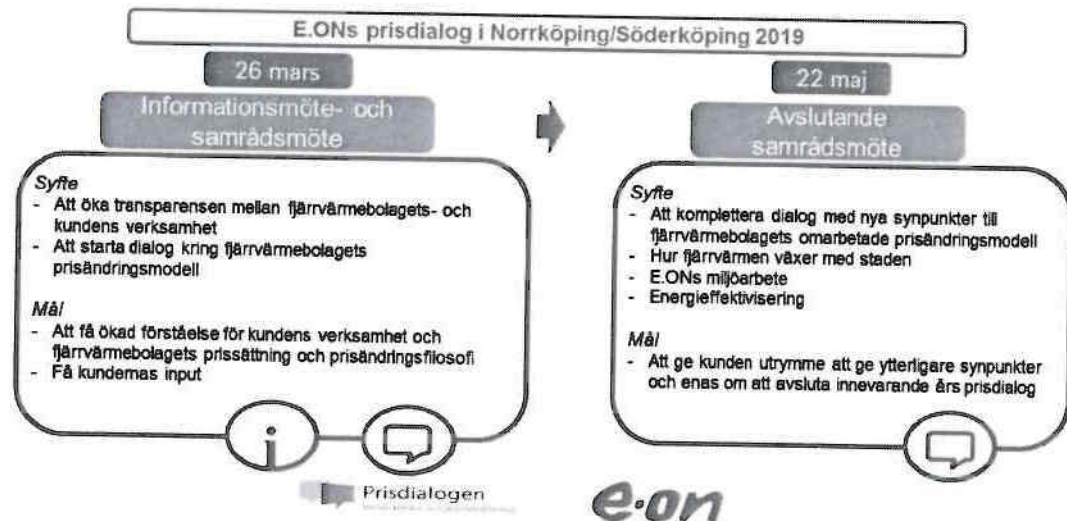 E.ONs prisdialog i Norrköping/Söderköping 2019
26 mars
Informationsmöte- och
samrådsmöte
Syfte
- Att öka transparensen mellan fjärrvärmebolagets- och
kundens verksamhet
- Att starta dialog kring fjärrvärmebolagets
prisändringsmodell
Mål
- Att få ökad förståelse för kundens verksamhet och
fjärrvärmebolagets prissättning och prisändringsfilosofi
- Få kundernas input
22 maj
Avslutande
samrådsmöte
Syfte
- Att komplettera dialog med nya synpunkter till
fjärrvärmebolagets omarbetade prisändringsmodell
- Hur fjärrvärmen växer med staden
- E.ONs miljöarbete
- Energieffektivisering
Mål
- Att ge kunden utrymme att ge ytterligare synpunkter
och enas om att avsluta innevarande års prisdialog
i
Prisdialogen
e·on